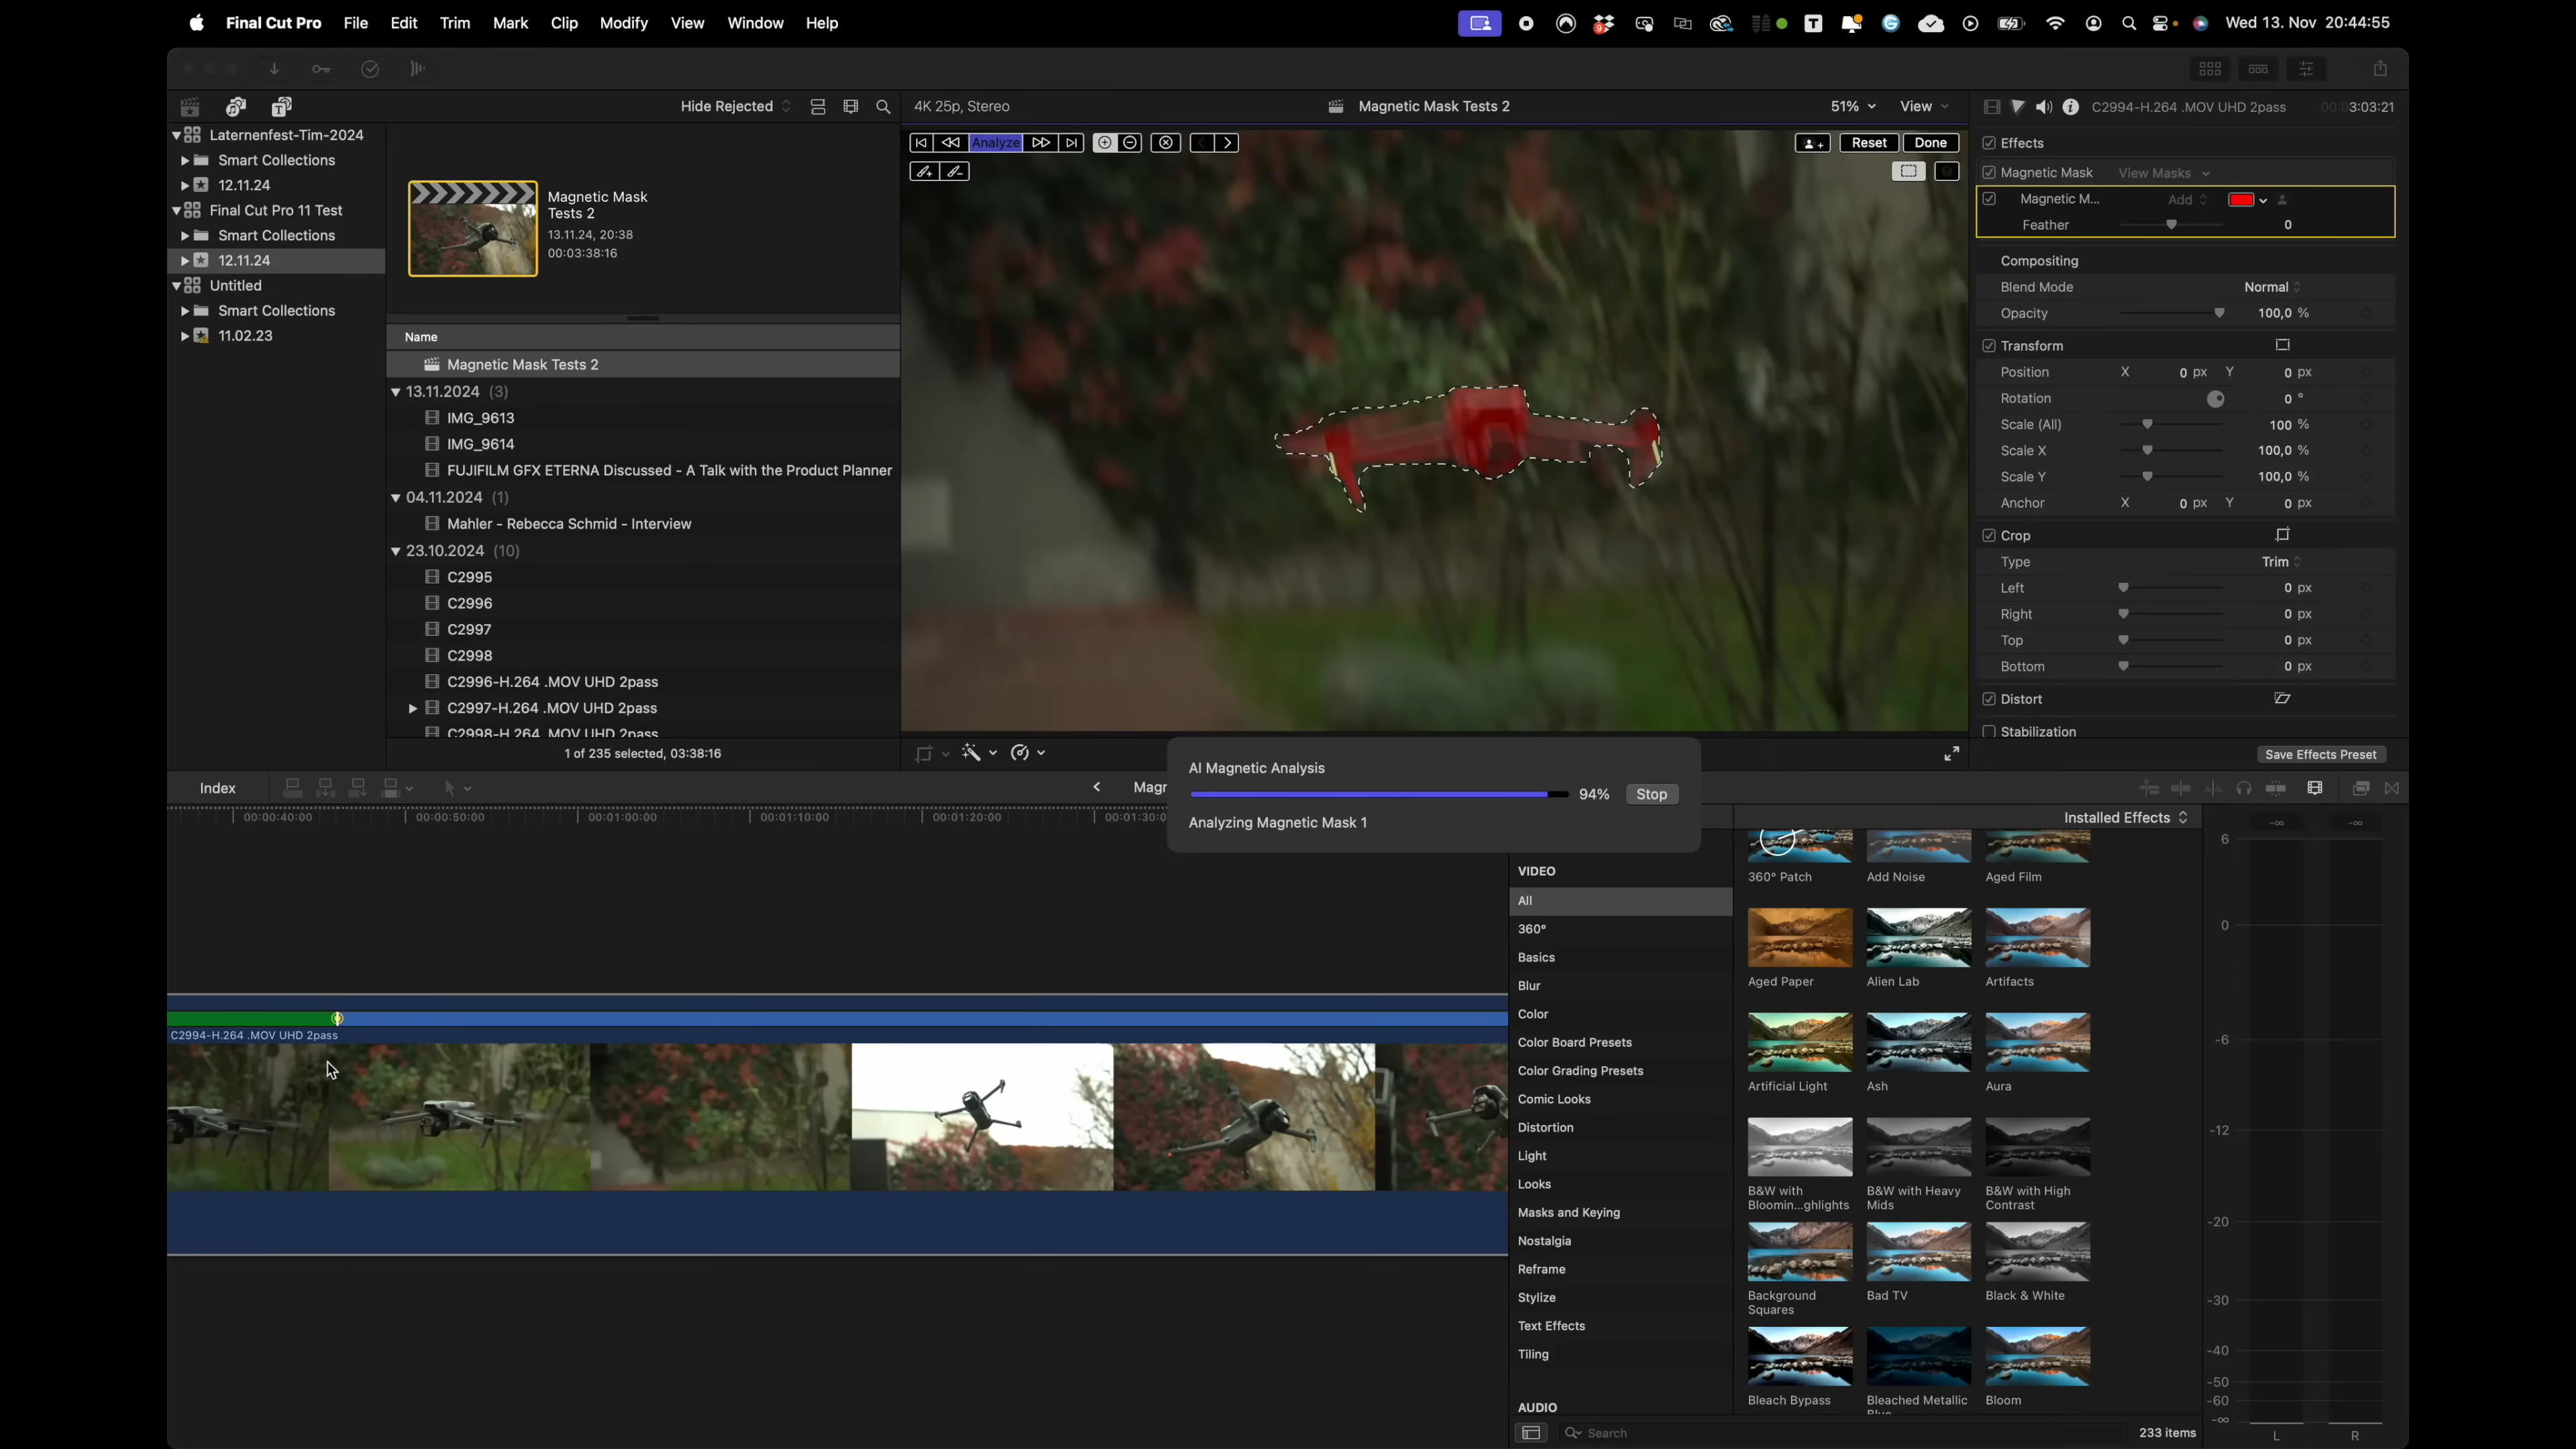 Final Cut Pro File Edit Trim Mark Clip Modify View Window Help
9 T Wed 13. Nov 20:44:55
Hide Rejected
Laternenfest-Tim-2024
Smart Collections
12.11.24
Final Cut Pro 11 Test
Smart Collections
12.11.24
Untitled
Smart Collections
11.02.23
Magnetic Mask
Tests 2
13.11.24, 20:38
00:03:38:16
Name
Magnetic Mask Tests 2
13.11.2024 (3)
IMG_9613
IMG_9614
FUJIFILM GFX ETERNA Discussed - A Talk with the Product Planner
04.11.2024 (1)
Mahler - Rebecca Schmid - Interview
23.10.2024 (10)
C2995
C2996
C2997
C2998
C2996-H.264 .MOV UHD 2pass
C2997-H.264 .MOV UHD 2pass
C2998-H.264 .MOV UHD 2pass
1 of 235 selected, 03:38:16
4K 25p, Stereo Magnetic Mask Tests 2 51% View
Analyze Reset Done
C2994-H.264 .MOV UHD 2pass 00:03:03:21
Effects
Magnetic Mask View Masks
Magnetic M... Add
Feather 0
Compositing
Blend Mode Normal
Opacity 100,0 %
Transform
Position X 0 px Y 0 px
Rotation 0 °
Scale (All) 100 %
Scale X 100,0 %
Scale Y 100,0 %
Anchor X 0 px Y 0 px
Crop
Type Trim
Left 0 px
Right 0 px
Top 0 px
Bottom 0 px
Distort
Stabilization
Save Effects Preset
Index Magr
AI Magnetic Analysis
94% Stop
Analyzing Magnetic Mask 1
00:00:40:00 00:00:50:00 00:01:00:00 00:01:10:00 00:01:20:00 00:01:30:0
C2994-H.264 .MOV UHD 2pass
Installed Effects
VIDEO
All
360°
Basics
Blur
Color
Color Board Presets
Color Grading Presets
Comic Looks
Distortion
Light
Looks
Masks and Keying
Nostalgia
Reframe
Stylize
Text Effects
Tiling
AUDIO
360° Patch Add Noise Aged Film
Aged Paper Alien Lab Artifacts
Artificial Light Ash Aura
B&W with Bloomin...ghlights B&W with Heavy Mids B&W with High Contrast
Background Squares Bad TV Black & White
Bleach Bypass Bleached Metallic Blue Bloom
Search 233 items
-∞ -∞
6
0
-6
-12
-20
-30
-40
-50
-60
-∞
L R